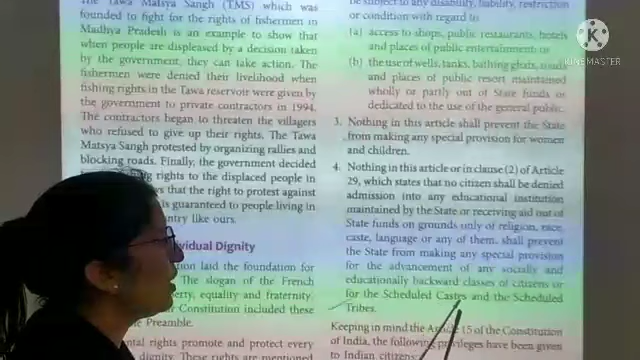 The Tawa Matsya Sangh (TMS) which was
founded to fight for the rights of fishermen in
Madhya Pradesh is an example to show that
when people are displeased by a decision taken
by the government, they can take action. The
fishermen were denied their livelihood when
fishing rights in the Tawa reservoir were given by
the government to private contractors in 1994.
The contractors began to threaten the villagers
who refused to give up their rights. The Tawa
Matsya Sangh protested by organizing rallies and
blocking roads. Finally, the government decided
rights to the displaced people in
ws that the right to protest against
is guaranteed to people living in
ntry like ours.
ividual Dignity
tion laid the foundation for
The slogan of the French
berty, equality and fraternity.
r Constitution included these
e Preamble.
ntal rights promote and protect every
dignity. These rights are mentioned
be subject to any disability, liability, restriction
or condition with regard to
(a) access to shops, public restaurants, hotels
and places of public entertainment; or
(b) the use of wells, tanks, bathing ghats, roads
and places of public resort maintained
wholly or partly out of State funds or
dedicated to the use of the general public.
3. Nothing in this article shall prevent the State
from making any special provision for women
and children.
4. Nothing in this article or in clause (2) of Article
29, which states that no citizen shall be denied
admission into any educational institution
maintained by the State or receiving aid out of
State funds on grounds only of religion, race,
caste, language or any of them, shall prevent
the State from making any special provision
for the advancement of any socially and
educationally backward classes of citizens or
for the Scheduled Castes and the Scheduled
Tribes.
Keeping in mind the Article 15 of the Constitution
of India, the following privileges have been given
to Indian citizens:
KINEMASTER